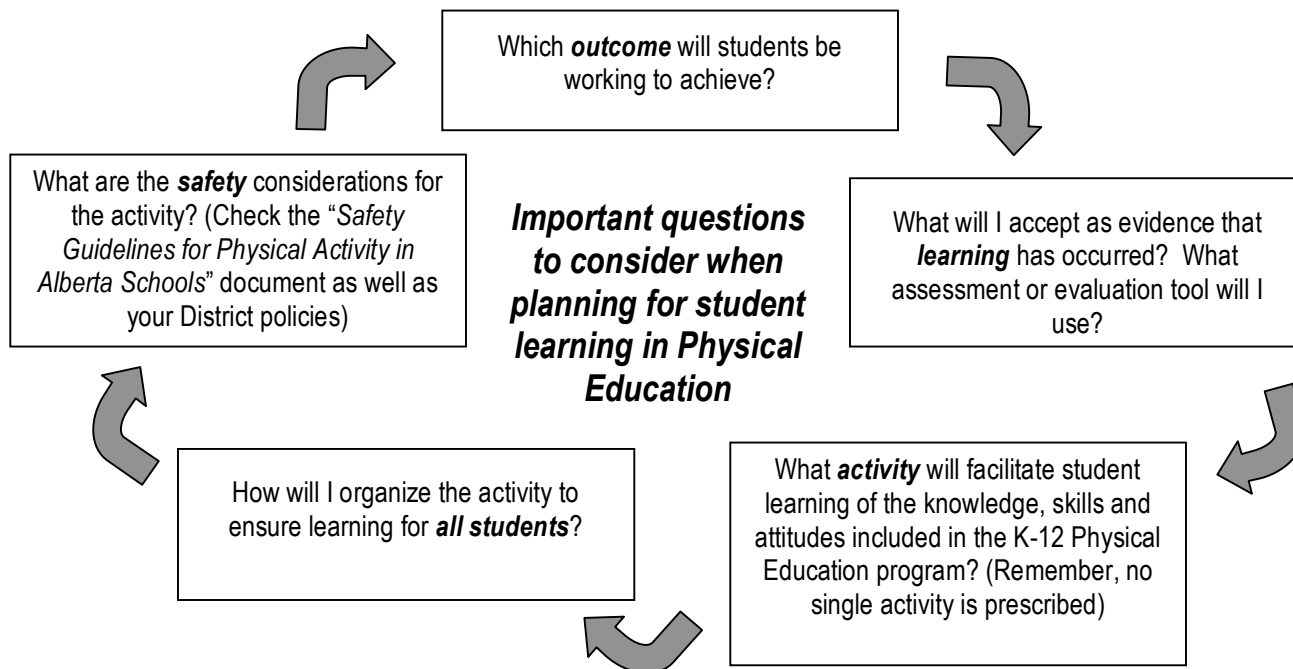 Which outcome will students be
working to achieve?
What are the safety considerations for
the activity? (Check the “Safety
Guidelines for Physical Activity in
Alberta Schools” document as well as
your District policies)
Important questions
to consider when
planning for student
learning in Physical
Education
What will I accept as evidence that
learning has occurred?  What
assessment or evaluation tool will I
use?
How will I organize the activity to
ensure learning for all students?
What activity will facilitate student
learning of the knowledge, skills and
attitudes included in the K-12 Physical
Education program? (Remember, no
single activity is prescribed)